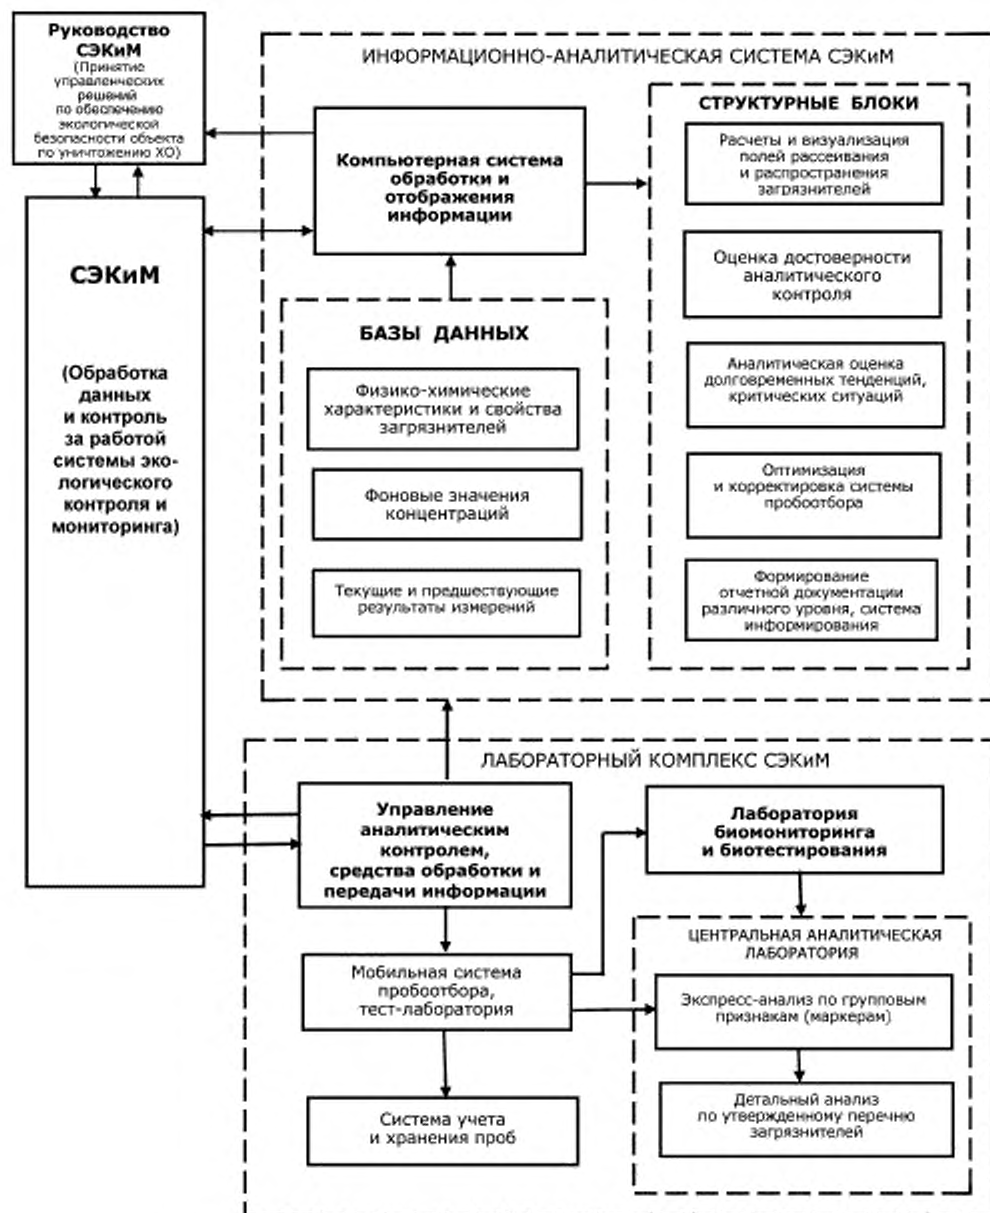 Руководство
СЭКиМ
(Принятие
управленческих
решений
по обеспечению
экологической
безопасности объекта
по уничтожению ХО)
СЭКиМ
(Обработка
данных
и контроль
за работой
системы эко-
логического
контроля и
мониторинга)
ИНФОРМАЦИОННО-АНАЛИТИЧЕСКАЯ СИСТЕМА СЭКиМ
Компьютерная система
обработки и
отображения
информации
БАЗЫ ДАННЫХ
Физико-химические
характеристики и свойства
загрязнителей
Фоновые значения
концентраций
Текущие и предшествующие
результаты измерений
СТРУКТУРНЫЕ БЛОКИ
Расчеты и визуализация
полей рассеивания
и распространения
загрязнителей
Оценка достоверности
аналитического
контроля
Аналитическая оценка
долговременных тенденций,
критических ситуаций
Оптимизация
и корректировка системы
пробоотбора
Формирование
отчетной документации
различного уровня, система
информирования
ЛАБОРАТОРНЫЙ КОМПЛЕКС СЭКиМ
Управление
аналитическим
контролем,
средства обработки и
передачи информации
Мобильная система
пробоотбора,
тест-лаборатория
Система учета
и хранения проб
Лаборатория
биомониторинга
и биотестирования
ЦЕНТРАЛЬНАЯ АНАЛИТИЧЕСКАЯ
ЛАБОРАТОРИЯ
Экспресс-анализ по групповым
признакам (маркерам)
Детальный анализ
по утвержденному перечню
загрязнителей